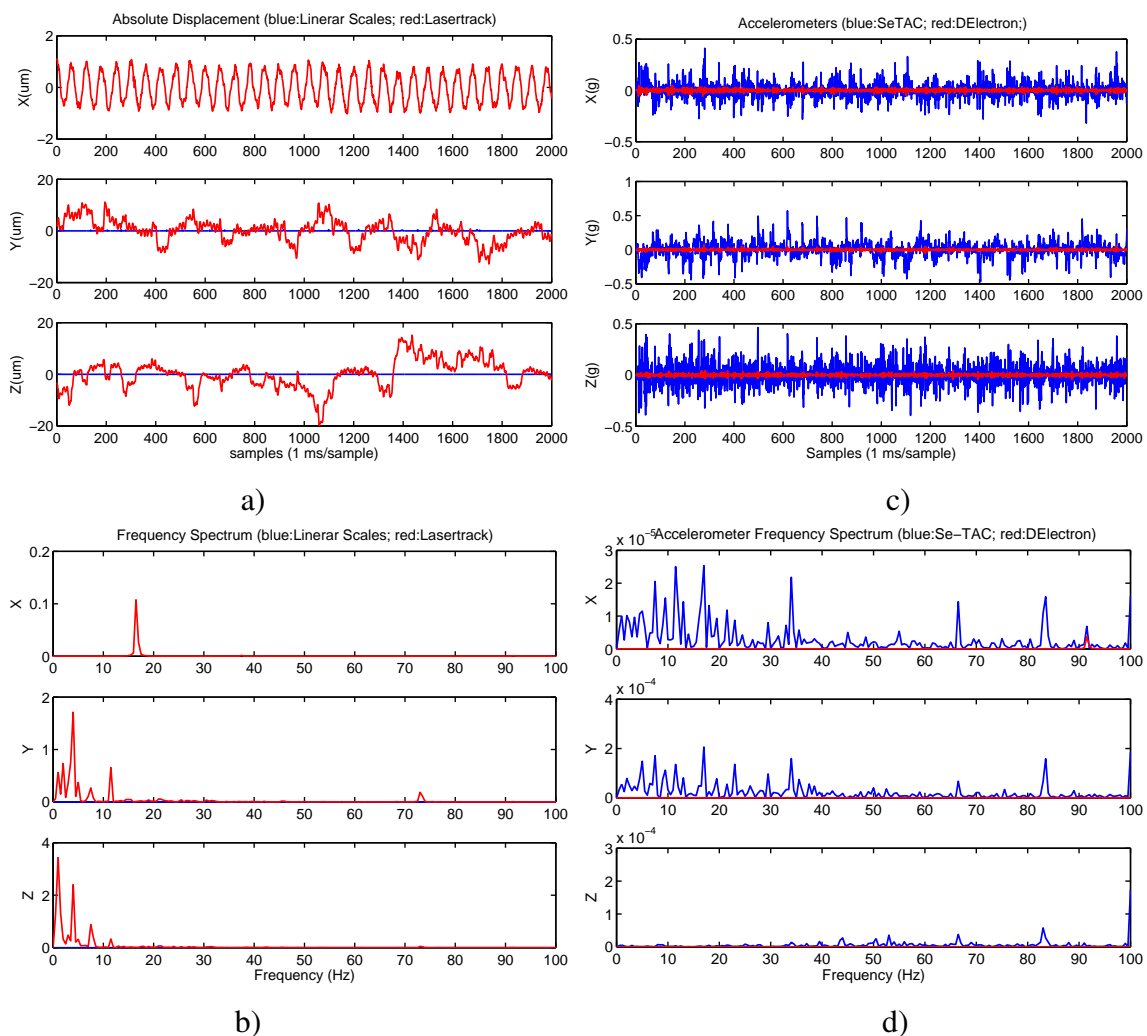 Absolute Displacement (blue:Linerar Scales; red:Lasertrack)
2
0
−2
X(um)
0 200 400 600 800 1000 1200 1400 1600 1800 2000
20
0
−20
Y(um)
0 200 400 600 800 1000 1200 1400 1600 1800 2000
20
0
−20
Z(um)
0 200 400 600 800 1000 1200 1400 1600 1800 2000
samples (1 ms/sample)
a)
Accelerometers (blue:SeTAC; red:DElectron;)
0.5
0
−0.5
X(g)
0 200 400 600 800 1000 1200 1400 1600 1800 2000
1
0.5
0
−0.5
Y(g)
0 200 400 600 800 1000 1200 1400 1600 1800 2000
0.5
0
−0.5
Z(g)
0 200 400 600 800 1000 1200 1400 1600 1800 2000
Samples (1 ms/sample)
c)
Frequency Spectrum (blue:Linerar Scales; red:Lasertrack)
0.2
0.1
0
X
0 10 20 30 40 50 60 70 80 90 100
2
1
0
Y
0 10 20 30 40 50 60 70 80 90 100
4
2
0
Z
0 10 20 30 40 50 60 70 80 90 100
Frequency (Hz)
b)
x 10⁻⁵ Accelerometer Frequency Spectrum (blue:Se−TAC; red:DElectron)
3
2
1
0
X
0 10 20 30 40 50 60 70 80 90 100
x 10⁻⁴
4
2
0
Y
0 10 20 30 40 50 60 70 80 90 100
x 10⁻⁴
3
2
1
0
Z
0 10 20 30 40 50 60 70 80 90 100
Frequency (Hz)
d)